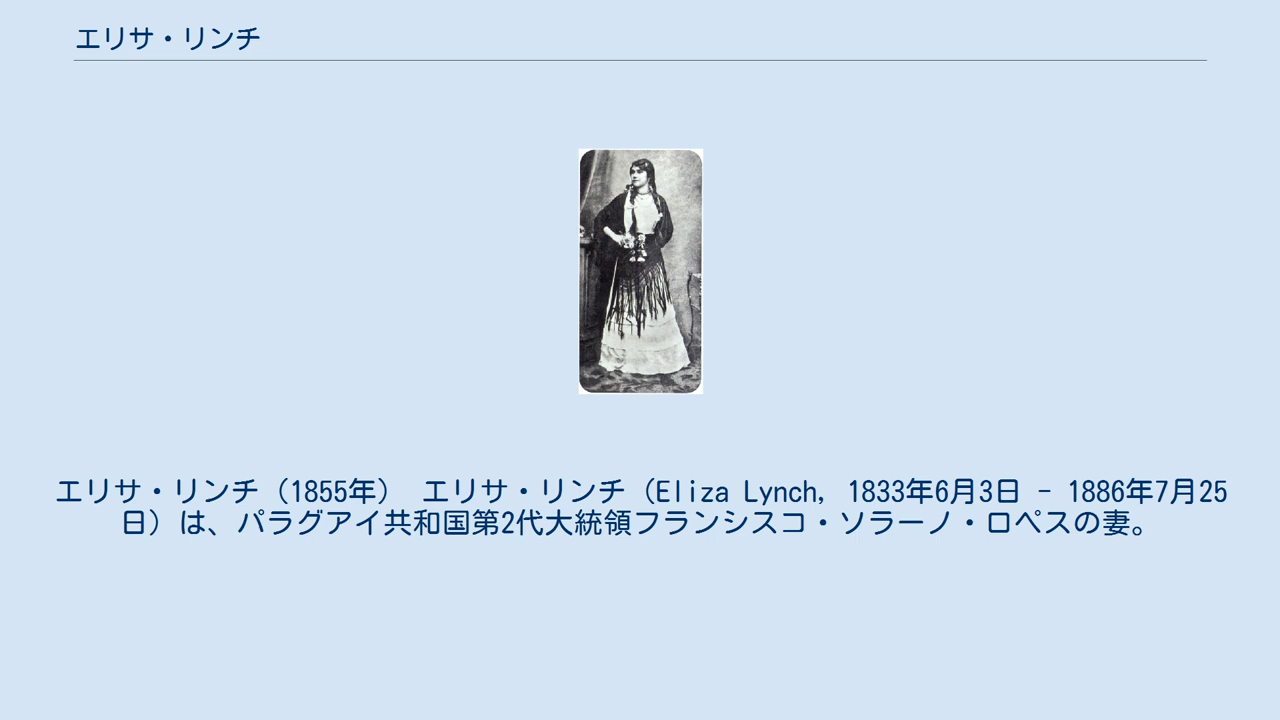 エリサ・リンチ
エリサ・リンチ（1855年） エリサ・リンチ（Eliza Lynch, 1833年6月3日 - 1886年7月25
日）は、パラグアイ共和国第2代大統領フランシスコ・ソラーノ・ロペスの妻。